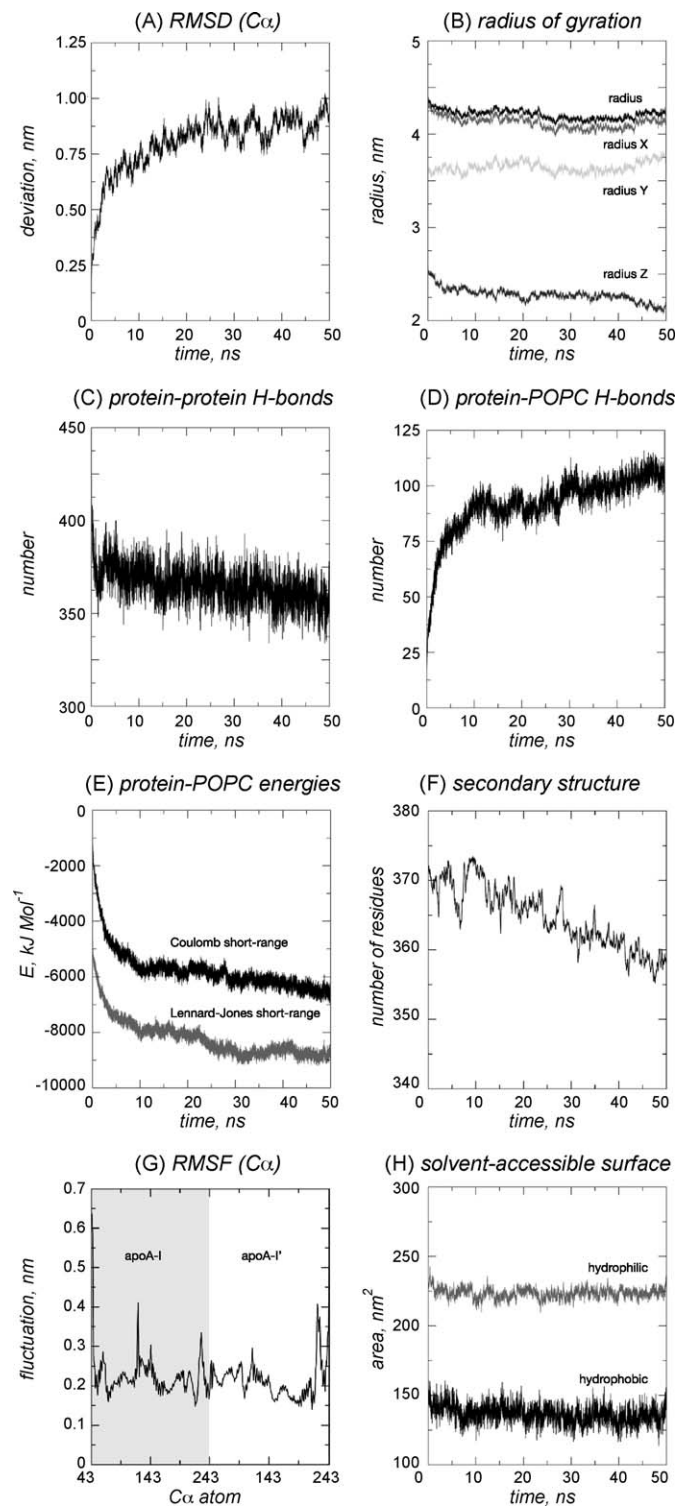 (A) RMSD (Cα)
1.25
1.00
0.75
0.50
0.25
0
deviation, nm
0 10 20 30 40 50
time, ns
(B) radius of gyration
5
4
3
2
radius, nm
radius
radius X
radius Y
radius Z
0 10 20 30 40 50
time, ns
(C) protein-protein H-bonds
450
400
350
300
number
0 10 20 30 40 50
time, ns
(D) protein-POPC H-bonds
125
100
75
50
25
0
number
0 10 20 30 40 50
time, ns
(E) protein-POPC energies
0
-2000
-4000
-6000
-8000
-10000
E, kJ Mol⁻¹
Coulomb short-range
Lennard-Jones short-range
0 10 20 30 40 50
time, ns
(F) secondary structure
380
370
360
350
340
number of residues
0 10 20 30 40 50
time, ns
(G) RMSF (Cα)
0.7
0.6
0.5
0.4
0.3
0.2
0.1
0
fluctuation, nm
apoA-I apoA-I'
43 143 243 143 243
Cα atom
(H) solvent-accessible surface
300
250
200
150
100
area, nm²
hydrophilic
hydrophobic
0 10 20 30 40 50
time, ns